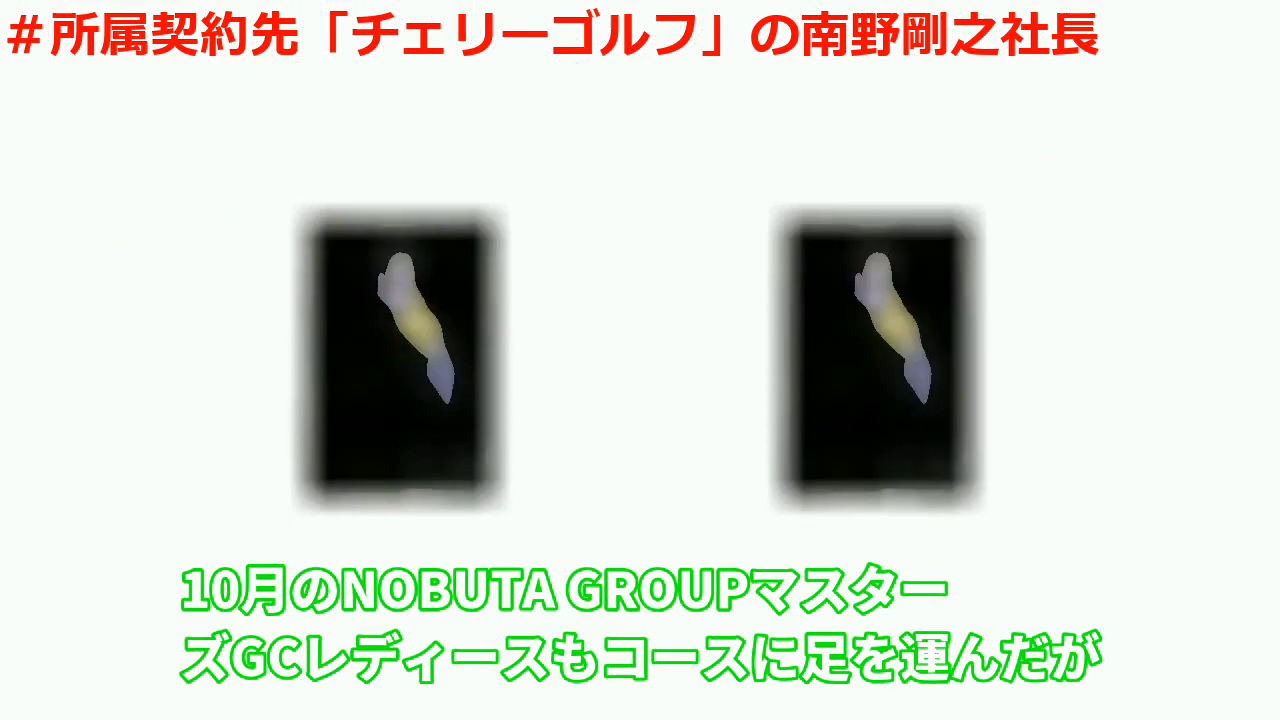 ＃所属契約先「チェリーゴルフ」の南野剛之社長
10月のNOBUTA GROUPマスター
ズGCレディースもコースに足を運んだが